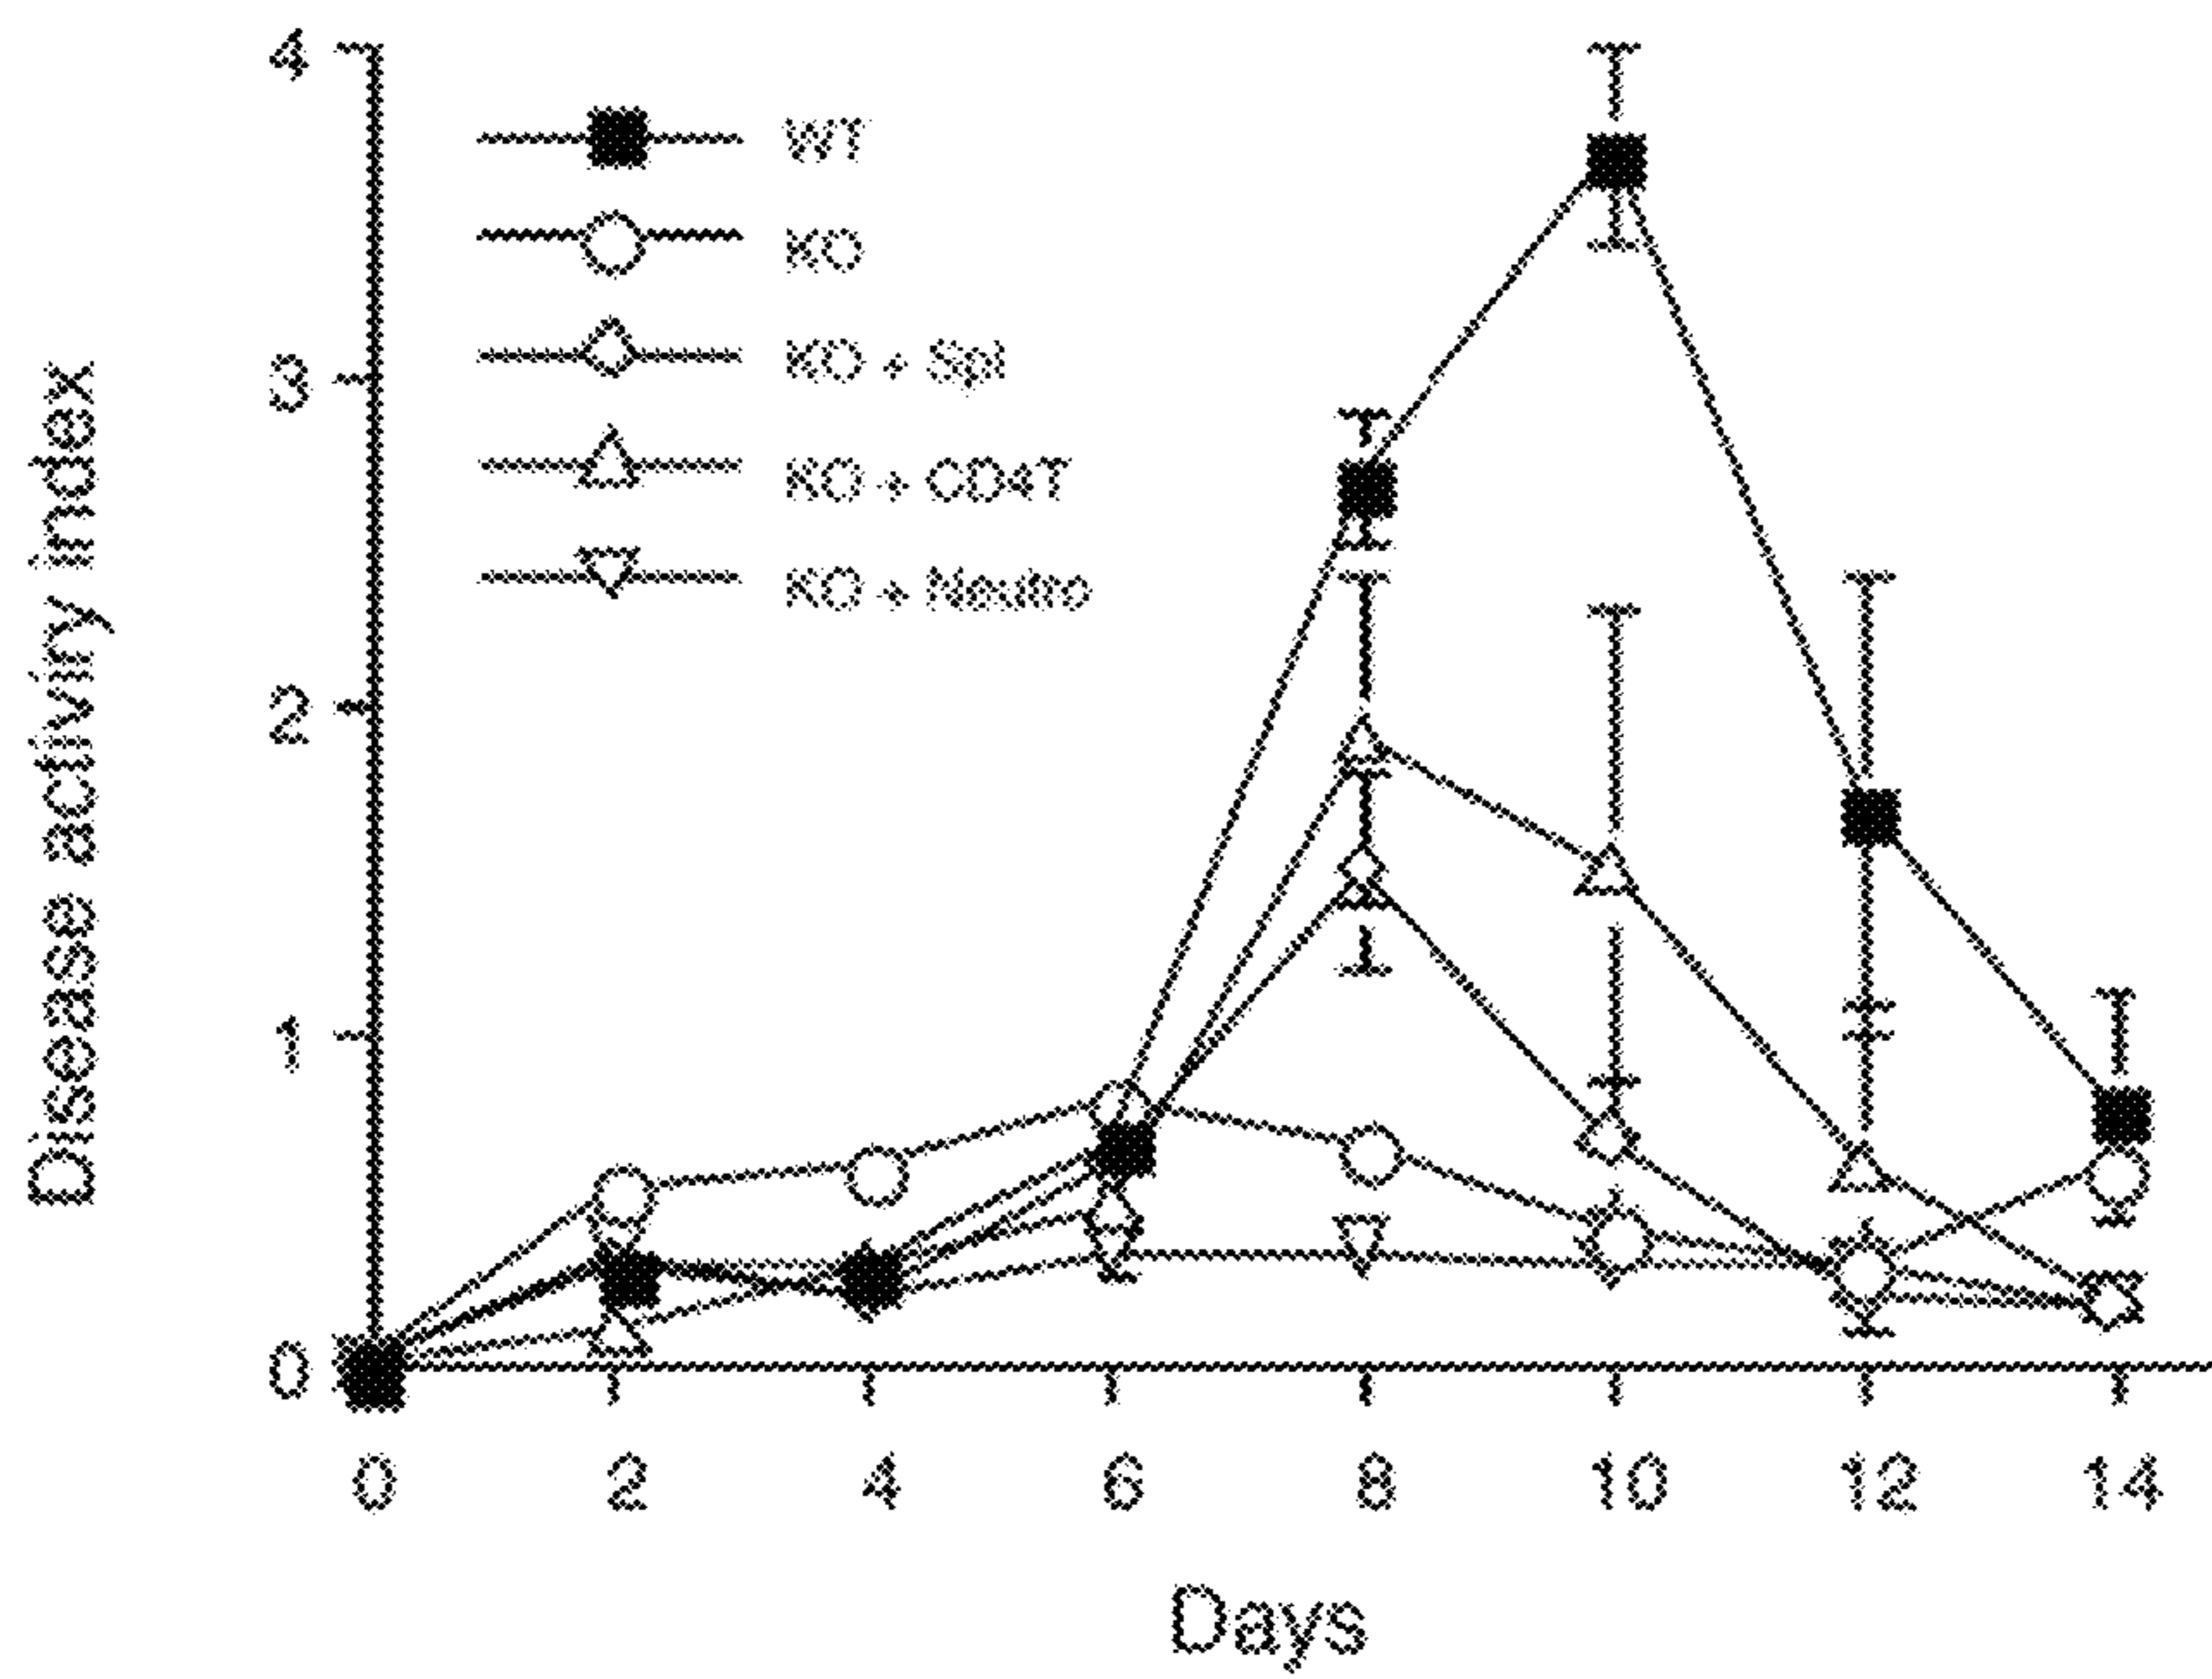 Disease activiry index
4
3
2
1
0
WT
KO
KO + Spl
KO + CD4T
KO + Neutro
0 2 4 6 8 10 12 14
Days